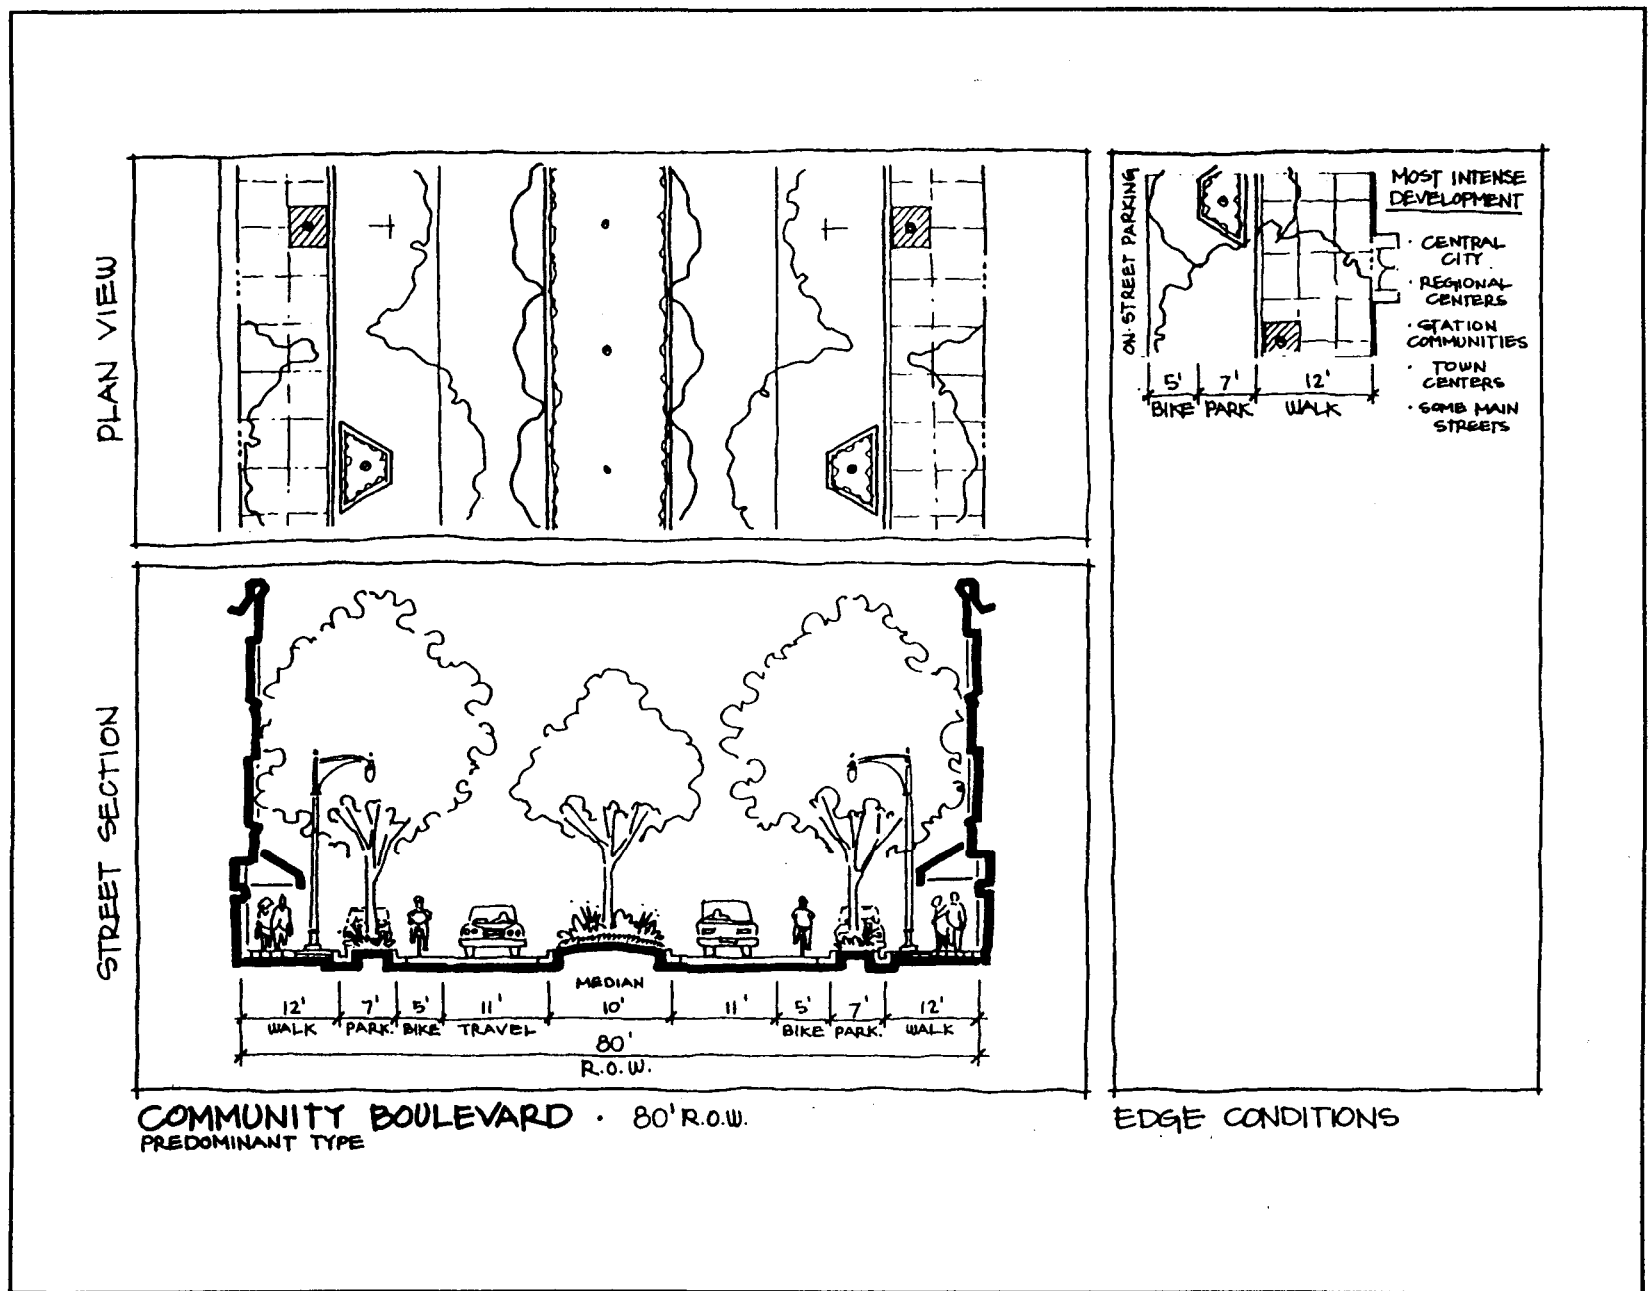 PLAN VIEW
ON·STREET PARKING
MOST INTENSE
DEVELOPMENT
· CENTRAL
CITY
· REGIONAL
CENTERS
· STATION
COMMUNITIES
· TOWN
CENTERS
· SOME MAIN
STREETS
5' 7' 12'
BIKE PARK WALK
STREET SECTION
MEDIAN
12' 7' 5' 11' 10' 11' 5' 7' 12'
WALK PARK. BIKE TRAVEL BIKE PARK. WALK
80'
R.O.W.
COMMUNITY BOULEVARD · 80' R.O.W.
PREDOMINANT TYPE
EDGE CONDITIONS